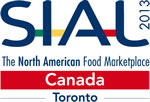 SIAL 2013
The North American Food Marketplace
Canada
Toronto